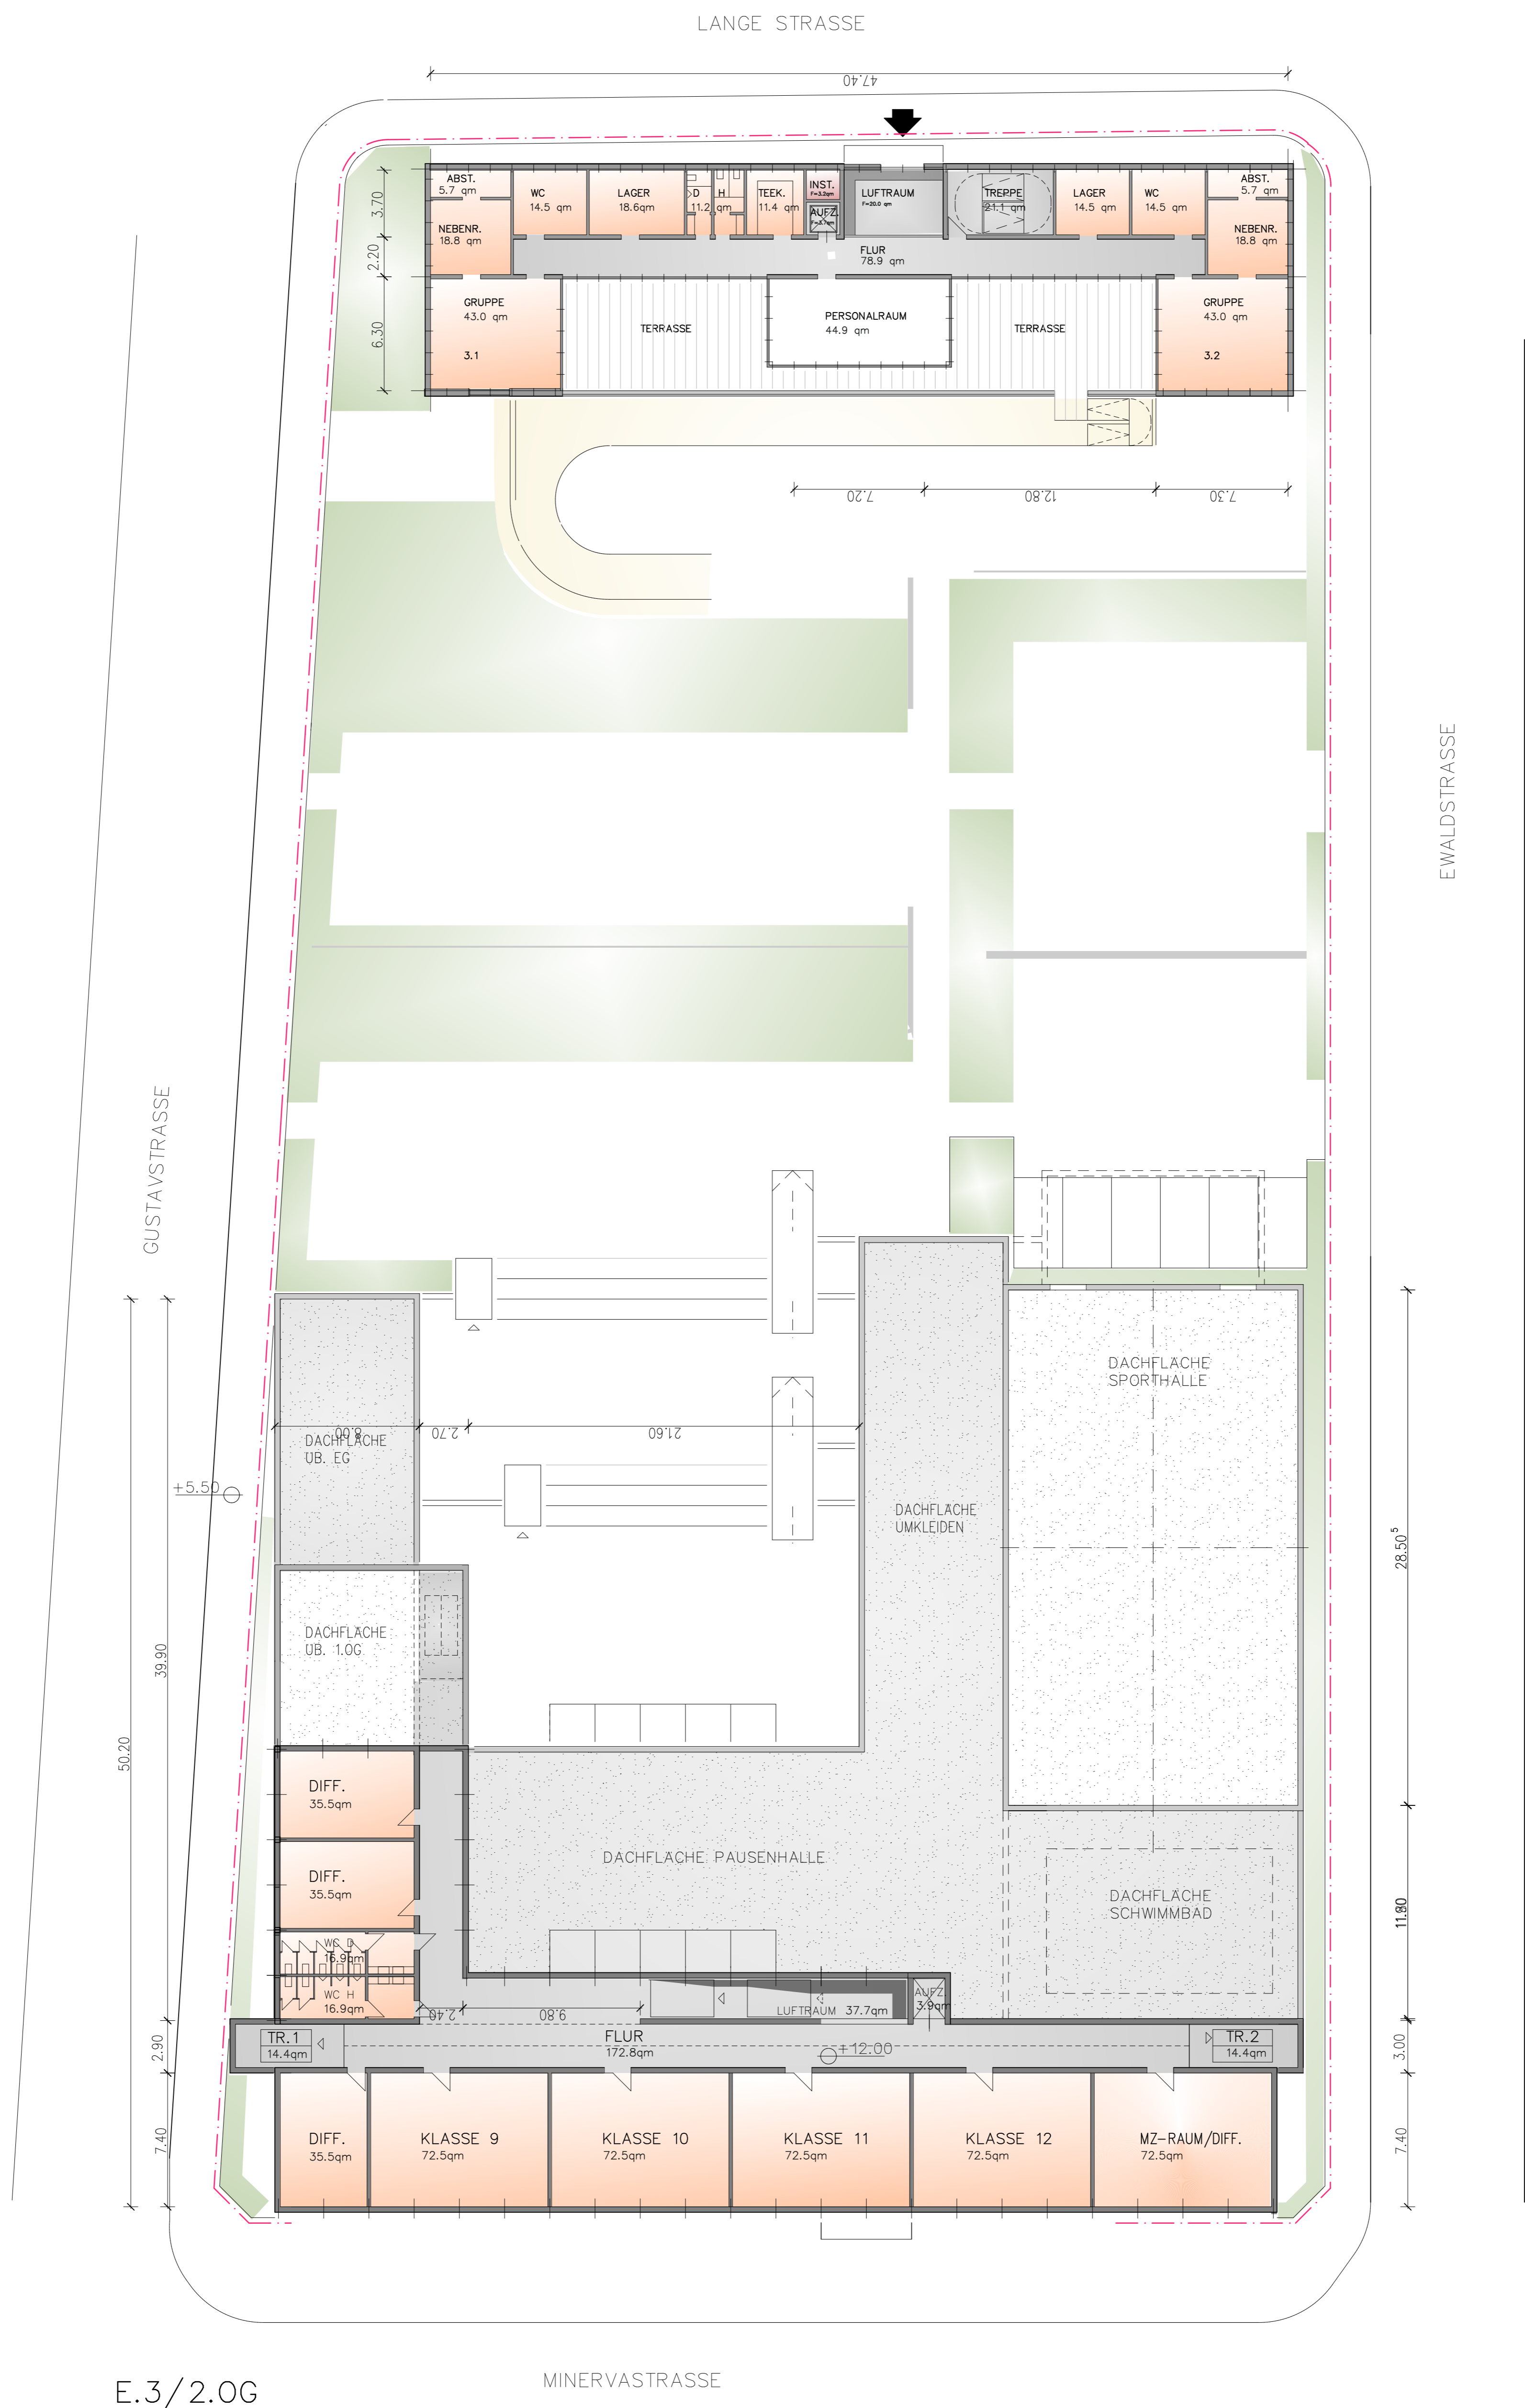 LANGE STRASSE
47.40
ABST.
5.7 qm
WC
14.5 qm
LAGER
18.6qm
D
H
11.2 qm
TEEK.
11.4 qm
INST.
F=3.2qm
AUFZ.
F=3.7qm
LUFTRAUM
F=20.0 qm
TREPPE
21.1 qm
LAGER
14.5 qm
WC
14.5 qm
ABST.
5.7 qm
3.70
NEBENR.
18.8 qm
NEBENR.
18.8 qm
2.20
FLUR
78.9 qm
GRUPPE
43.0 qm
3.1
TERRASSE
PERSONALRAUM
44.9 qm
TERRASSE
GRUPPE
43.0 qm
3.2
6.30
7.20
12.80
7.30
EWALDSTRASSE
GUSTAVSTRASSE
DACHFLÄCHE
SPORTHALLE
8.00
2.70
21.60
DACHFLÄCHE
ÜB. EG
+5.50
DACHFLÄCHE
UMKLEIDEN
28.50⁵
DACHFLÄCHE
ÜB. 1.OG
39.90
50.20
DIFF.
35.5qm
DACHFLÄCHE PAUSENHALLE
DIFF.
35.5qm
DACHFLÄCHE
SCHWIMMBAD
WC D
16.9qm
WC H
16.9qm
2.40
9.80
LUFTRAUM 37.7qm
AUFZ.
3.9qm
TR.1
14.4qm
FLUR
172.8qm
+12.00
TR.2
14.4qm
2.90
3.00
DIFF.
35.5qm
KLASSE 9
72.5qm
KLASSE 10
72.5qm
KLASSE 11
72.5qm
KLASSE 12
72.5qm
MZ-RAUM/DIFF.
72.5qm
7.40
7.40
MINERVASTRASSE
E.3/2.OG